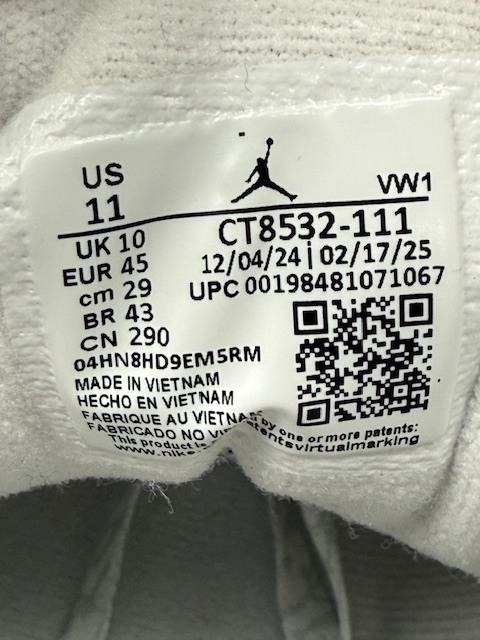 US
11
VW1
UK 10
EUR 45
cm 29
BR 43
CN 290
CT8532-111
12/04/24 | 02/17/25
UPC 00198481071067
04HN8HD9EM5RM
MADE IN VIETNAM
HECHO EN VIETNAM
FABRIQUE AU VIETNA
FABRICADO NO VI
This product is by one or more patents:
www.nike. tentsvirtualmarking